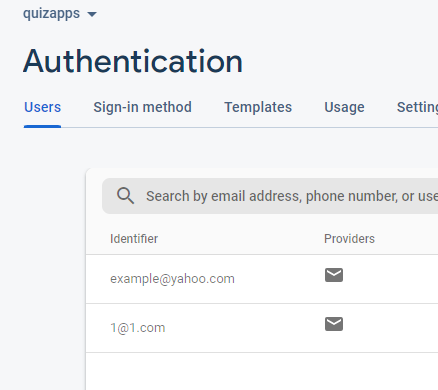 quizapps
Authentication
Users Sign-in method Templates Usage Setting
Search by email address, phone number, or use
Identifier Providers
example@yahoo.com
1@1.com